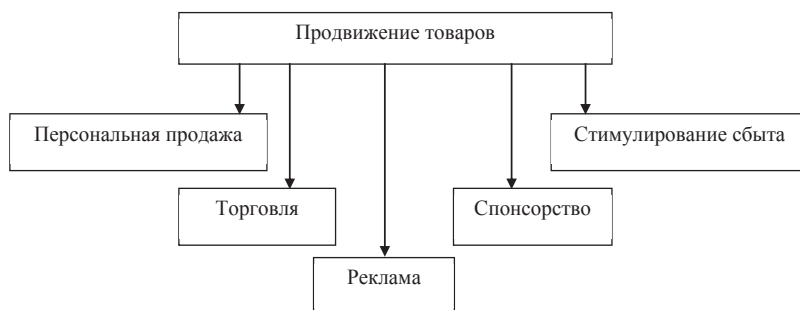 Продвижение товаров
Персональная продажа
Стимулирование сбыта
Торговля
Спонсорство
Реклама